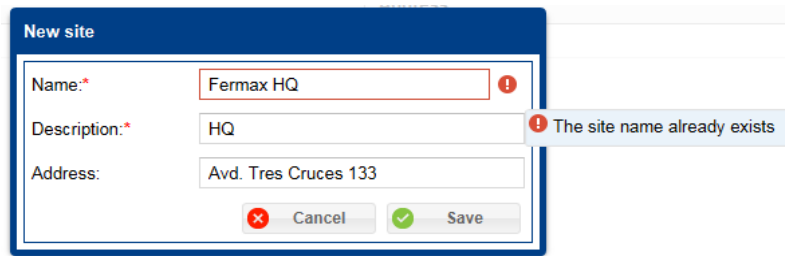 New site
Name:*
Fermax HQ
Description:*
HQ
The site name already exists
Address:
Avd. Tres Cruces 133
Cancel
Save